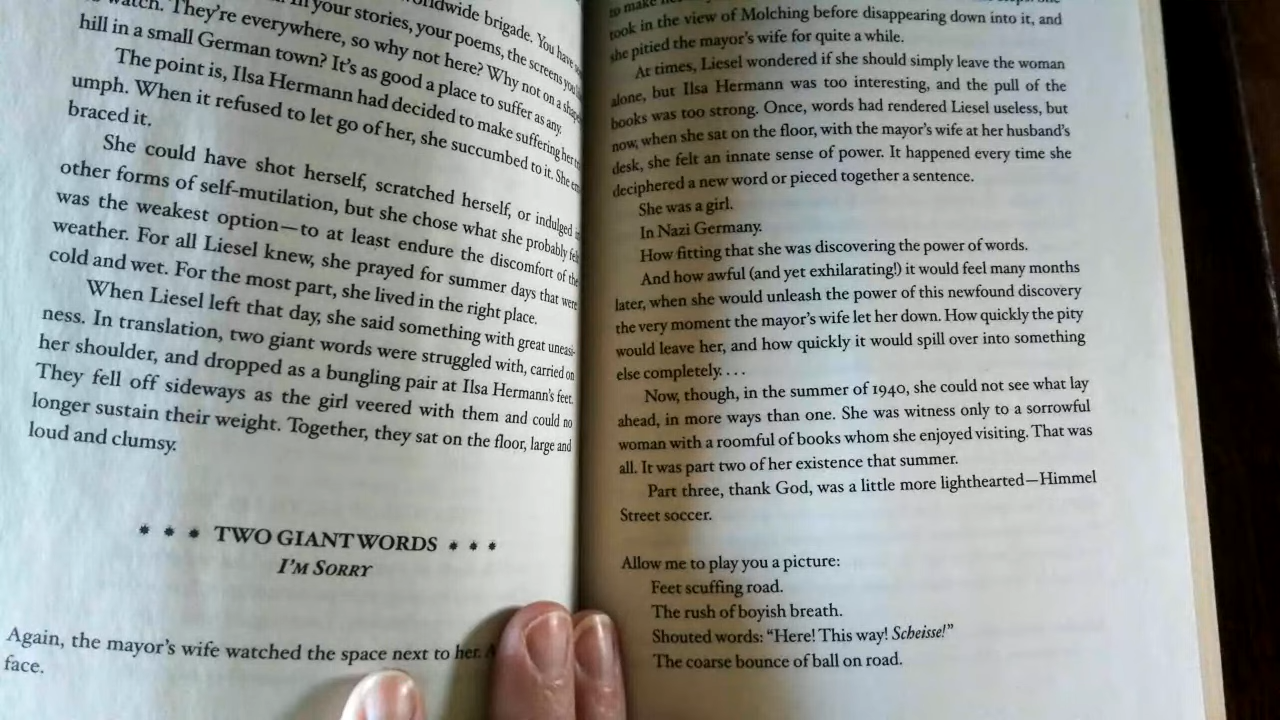 worldwide brigade. You have
in your stories, your poems, the screens you
watch. They're everywhere, so why not here? Why not on a
hill in a small German town? It's as good a place to suffer as any.
The point is, Ilsa Hermann had decided to make suffering her
umph. When it refused to let go of her, she succumbed to it. She
braced it.
She could have shot herself, scratched herself, or indulged
other forms of self-mutilation, but she chose what she probably
was the weakest option—to at least endure the discomfort of the
weather. For all Liesel knew, she prayed for summer days that were
cold and wet. For the most part, she lived in the right place.
When Liesel left that day, she said something with great uneasi-
ness. In translation, two giant words were struggled with, carried on
her shoulder, and dropped as a bungling pair at Ilsa Hermann's feet.
They fell off sideways as the girl veered with them and could no
longer sustain their weight. Together, they sat on the floor, large and
loud and clumsy.
* * * TWO GIANT WORDS * * *
I'M SORRY
Again, the mayor's wife watched the space next to her.
face.
to make
took in the view of Molching before disappearing down into it, and
she pitied the mayor's wife for quite a while.
At times, Liesel wondered if she should simply leave the woman
alone, but Ilsa Hermann was too interesting, and the pull of the
books was too strong. Once, words had rendered Liesel useless, but
now, when she sat on the floor, with the mayor's wife at her husband's
desk, she felt an innate sense of power. It happened every time she
deciphered a new word or pieced together a sentence.
She was a girl.
In Nazi Germany.
How fitting that she was discovering the power of words.
And how awful (and yet exhilarating!) it would feel many months
later, when she would unleash the power of this newfound discovery
the very moment the mayor's wife let her down. How quickly the pity
would leave her, and how quickly it would spill over into something
else completely. . . .
Now, though, in the summer of 1940, she could not see what lay
ahead, in more ways than one. She was witness only to a sorrowful
woman with a roomful of books whom she enjoyed visiting. That was
all. It was part two of her existence that summer.
Part three, thank God, was a little more lighthearted—Himmel
Street soccer.
Allow me to play you a picture:
Feet scuffing road.
The rush of boyish breath.
Shouted words: "Here! This way! Scheisse!"
The coarse bounce of ball on road.